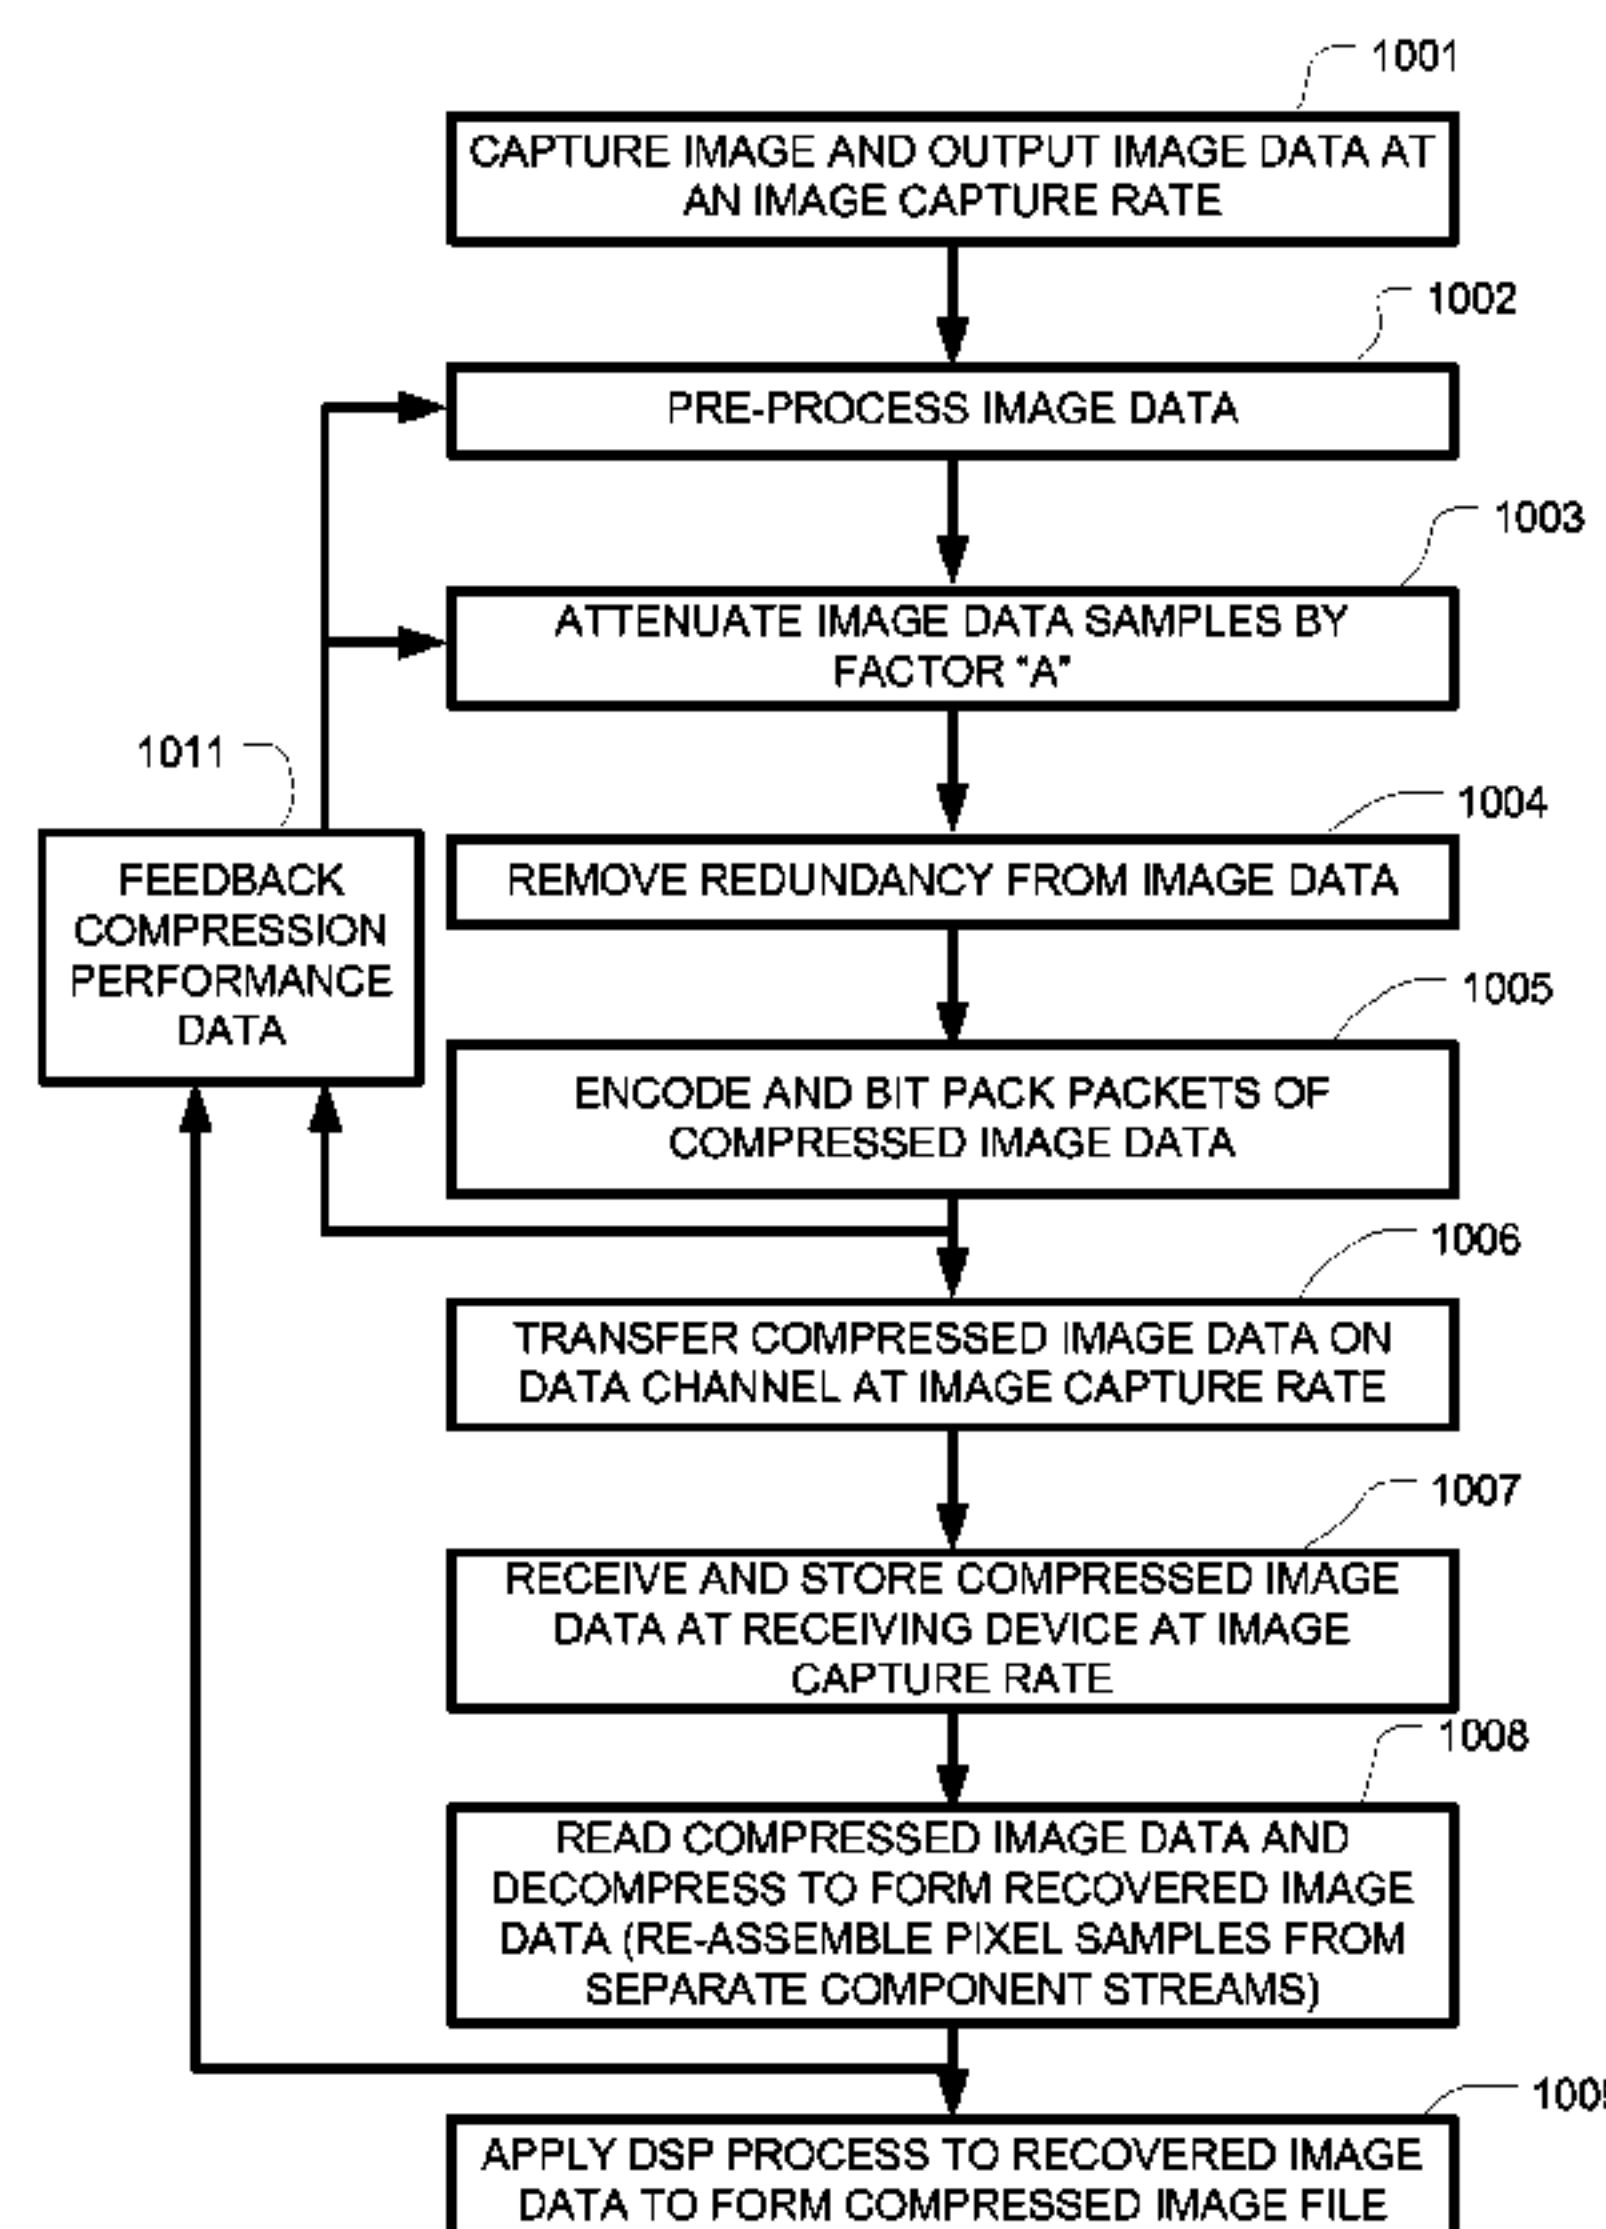 1001
CAPTURE IMAGE AND OUTPUT IMAGE DATA AT
AN IMAGE CAPTURE RATE
1002
PRE-PROCESS IMAGE DATA
1003
ATTENUATE IMAGE DATA SAMPLES BY
FACTOR "A"
1011
FEEDBACK
COMPRESSION
PERFORMANCE
DATA
1004
REMOVE REDUNDANCY FROM IMAGE DATA
1005
ENCODE AND BIT PACK PACKETS OF
COMPRESSED IMAGE DATA
1006
TRANSFER COMPRESSED IMAGE DATA ON
DATA CHANNEL AT IMAGE CAPTURE RATE
1007
RECEIVE AND STORE COMPRESSED IMAGE
DATA AT RECEIVING DEVICE AT IMAGE
CAPTURE RATE
1008
READ COMPRESSED IMAGE DATA AND
DECOMPRESS TO FORM RECOVERED IMAGE
DATA (RE-ASSEMBLE PIXEL SAMPLES FROM
SEPARATE COMPONENT STREAMS)
APPLY DSP PROCESS TO RECOVERED IMAGE
DATA TO FORM COMPRESSED IMAGE FILE